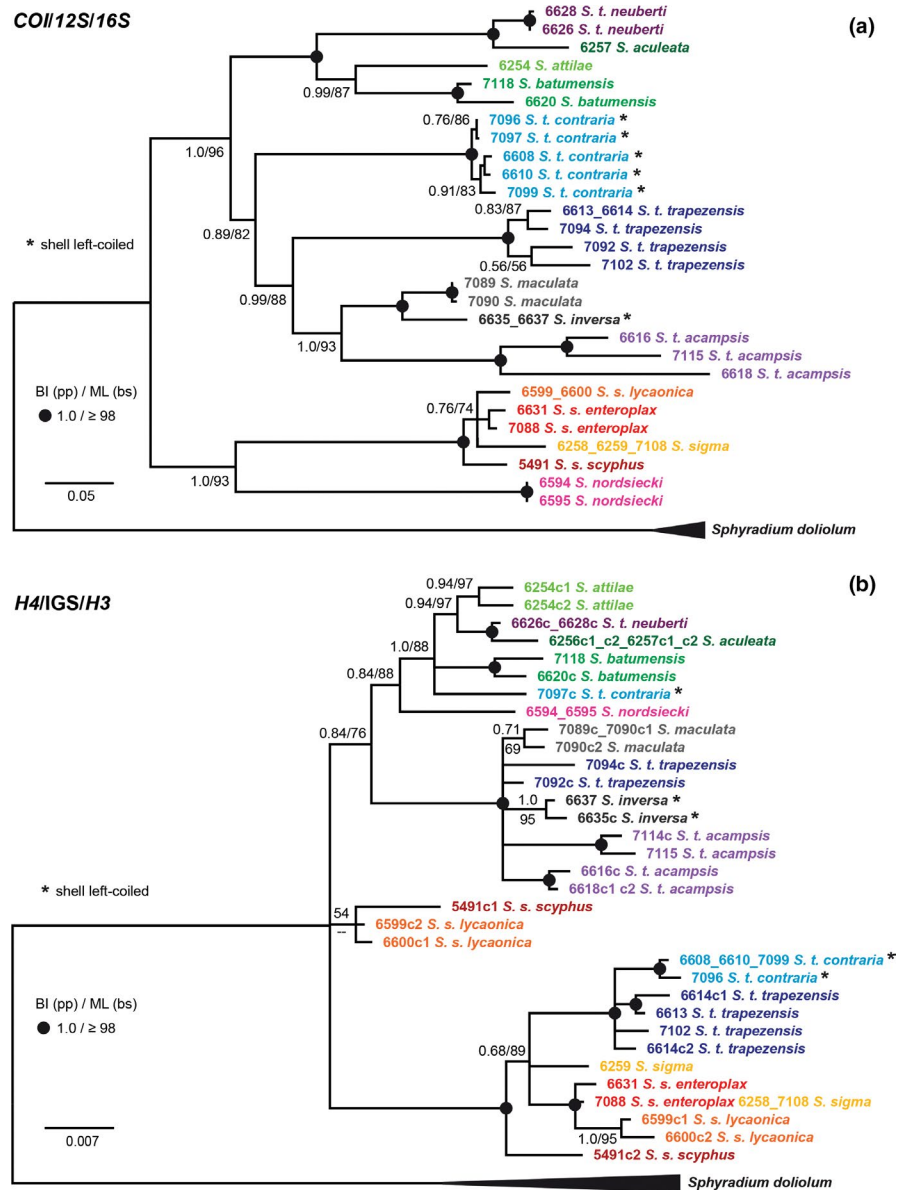 COI/12S/16S
(a)
6628 S. t. neuberti
6626 S. t. neuberti
6257 S. aculeata
6254 S. attilae
0.99/87
7118 S. batumensis
6620 S. batumensis
0.76/86
7096 S. t. contraria *
7097 S. t. contraria *
1.0/96
6608 S. t. contraria *
6610 S. t. contraria *
0.91/83
7099 S. t. contraria *
0.83/87
6613_6614 S. t. trapezensis
7094 S. t. trapezensis
0.89/82
* shell left-coiled
7092 S. t. trapezensis
0.56/56
7102 S. t. trapezensis
7089 S. maculata
0.99/88
7090 S. maculata
6635_6637 S. inversa *
6616 S. t. acampsis
1.0/93
7115 S. t. acampsis
6618 S. t. acampsis
BI (pp) / ML (bs)
6599_6600 S. s. lycaonica
0.76/74
1.0 / ≥ 98
6631 S. s. enteroplax
7088 S. s. enteroplax
6258_6259_7108 S. sigma
5491 S. s. scyphus
1.0/93
6594 S. nordsiecki
0.05
6595 S. nordsiecki
Sphyradium doliolum
H4/IGS/H3
(b)
0.94/97
6254c1 S. attilae
0.94/97
6254c2 S. attilae
6626c_6628c S. t. neuberti
6256c1_c2_6257c1_c2 S. aculeata
1.0/88
7118 S. batumensis
0.84/88
6620c S. batumensis
7097c S. t. contraria *
6594_6595 S. nordsiecki
0.84/76
0.71
7089c_7090c1 S. maculata
69
7090c2 S. maculata
7094c S. t. trapezensis
7092c S. t. trapezensis
1.0
6637 S. inversa *
95
6635c S. inversa *
7114c S. t. acampsis
7115 S. t. acampsis
6616c S. t. acampsis
* shell left-coiled
6618c1 c2 S. t. acampsis
54
5491c1 S. s. scyphus
6599c2 S. s. lycaonica
--
6600c1 S. s. lycaonica
6608_6610_7099 S. t. contraria *
7096 S. t. contraria *
BI (pp) / ML (bs)
6614c1 S. t. trapezensis
1.0 / ≥ 98
6613 S. t. trapezensis
7102 S. t. trapezensis
0.68/89
6614c2 S. t. trapezensis
6259 S. sigma
6631 S. s. enteroplax
7088 S. s. enteroplax 6258_7108 S. sigma
6599c1 S. s. lycaonica
1.0/95
6600c2 S. s. lycaonica
0.007
5491c2 S. s. scyphus
Sphyradium doliolum